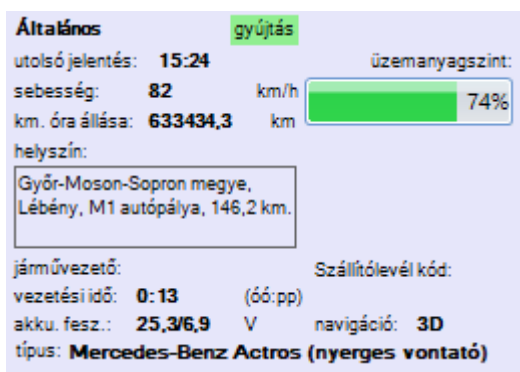 Általános gyújtás
utolsó jelentés: 15:24 üzemanyagszint:
sebesség: 82 km/h
74%
km. óra állása: 633434,3 km
helyszín:
Győr-Moson-Sopron megye,
Lébény, M1 autópálya, 146,2 km.
járművezető: Szállítólevél kód:
vezetési idő: 0:13 (óó:pp)
akku. fesz.: 25,3/6,9 V navigáció: 3D
típus: Mercedes-Benz Actros (nyerges vontató)